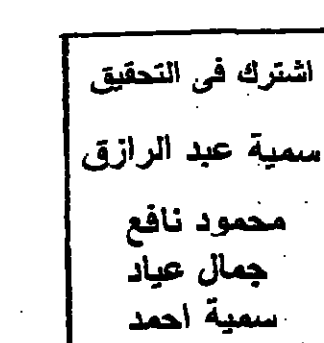 اشترك فى التحقيق
سمية عبد الرازق
محمود نافع
جمال عياد
سمية احمد